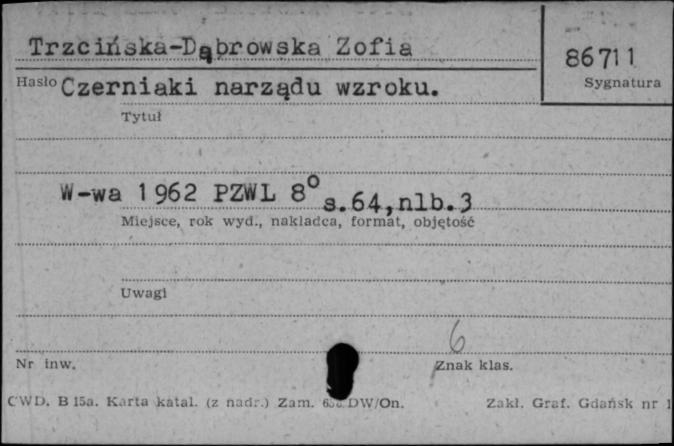 Trzcińska-Dąbrowska Zofia
86711
Sygnatura
Hasło Czerniaki narządu wzroku.
Tytuł
W-wa 1962 PZWL 8° s.64,nlb.3
Miejsce, rok wyd., nakładca, format, objętość
Uwagi
6
Nr inw. Znak klas.
CWD. B 15a. Karta katal. (z nadr.) Zam. DW/On. Zakł. Graf. Gdańsk nr 1